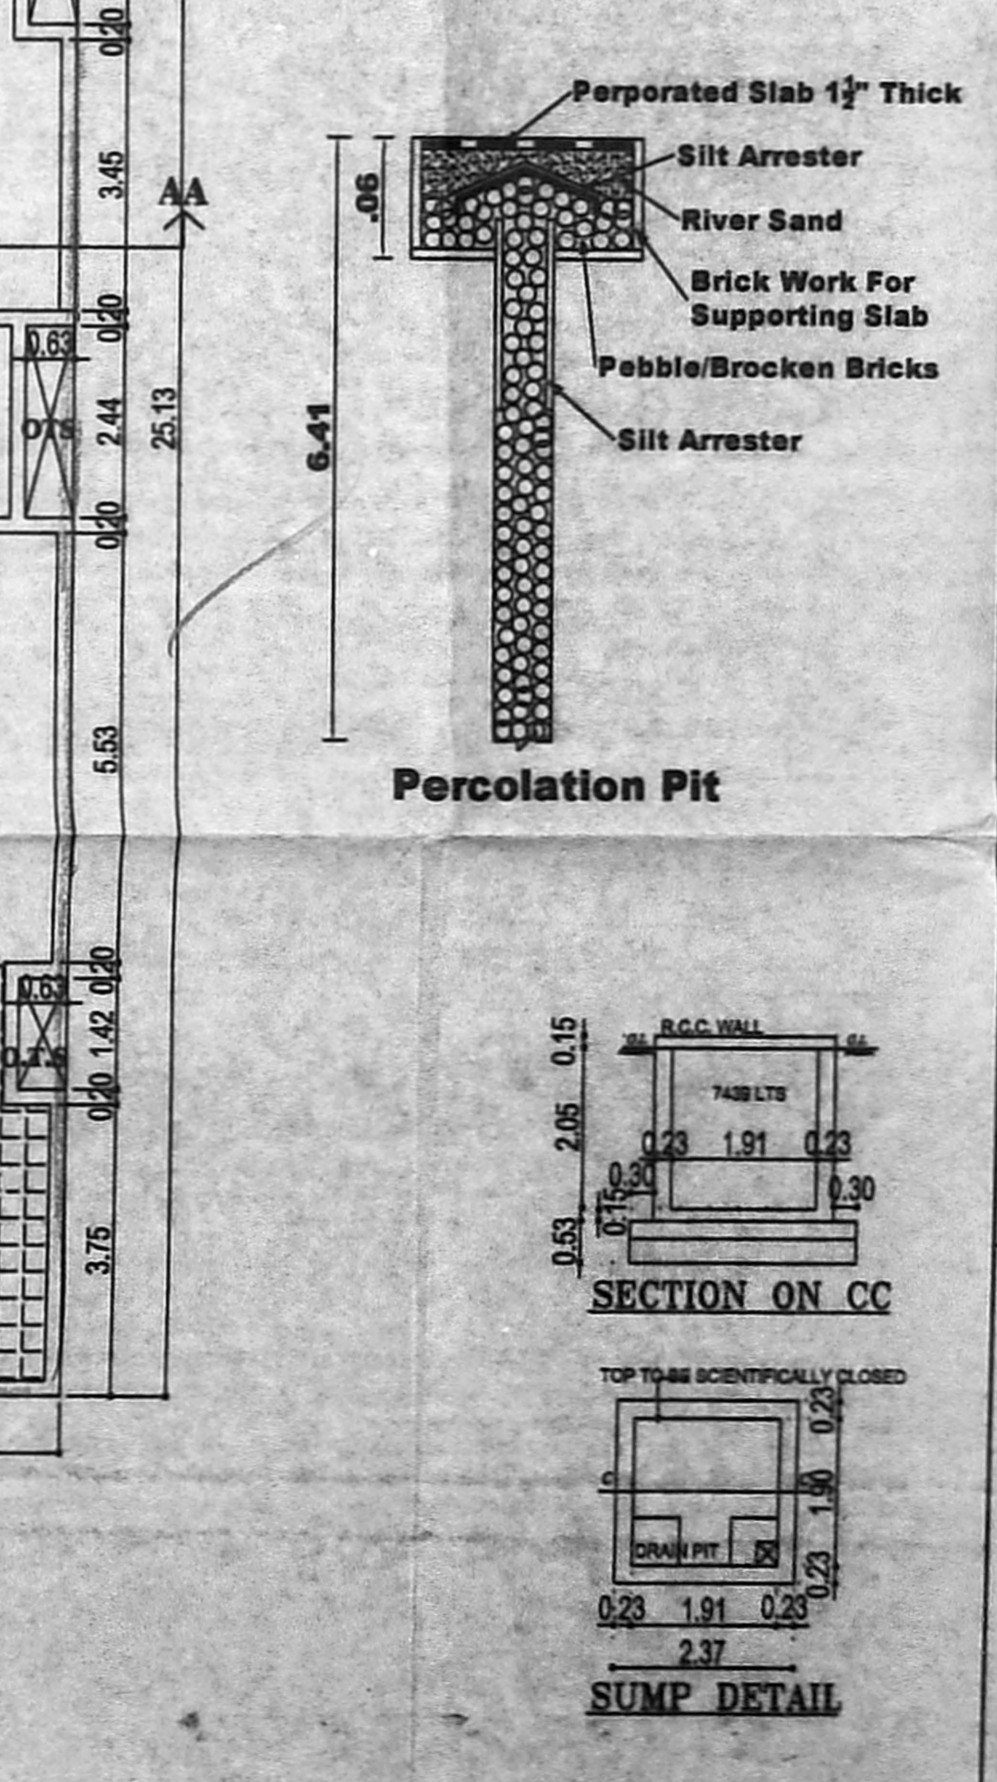 0.20
3.45
AA
0.20
0.63
OTS
2.44
25.13
0.20
5.53
0.20
0.63
O.T.S
1.42
0.20
3.75
Perporated Slab 1½" Thick
Silt Arrester
.06
River Sand
Brick Work For
Supporting Slab
Pebble/Brocken Bricks
6.41
Silt Arrester
Percolation Pit
R.C.C. WALL
0.15
7439 LTS
2.05
0.23 1.91 0.23
0.30
0.30
0.15
0.53
SECTION ON CC
TOP TO BE SCIENTIFICALLY CLOSED
0.23
C
1.90
DRAIN PIT
0.23
0.23 1.91 0.23
2.37
SUMP DETAIL